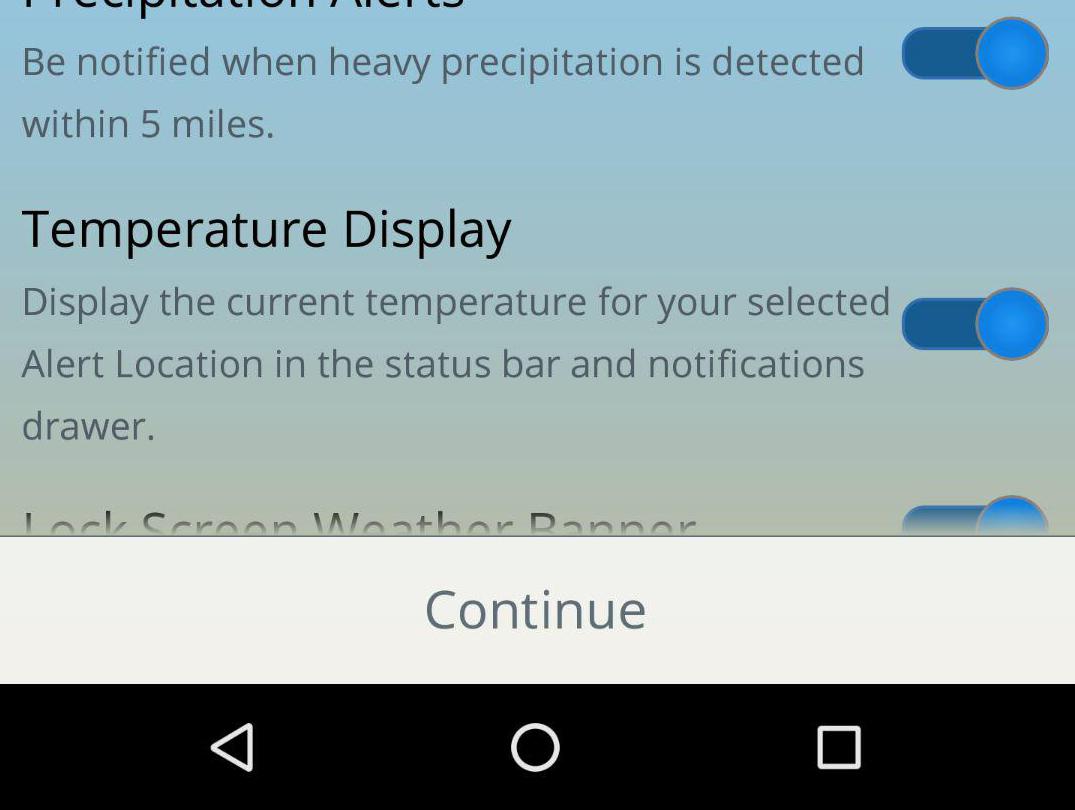 Precipitation Alerts
Be notified when heavy precipitation is detected
within 5 miles.
Temperature Display
Display the current temperature for your selected
Alert Location in the status bar and notifications
drawer.
Lock Screen Weather Banner
Continue